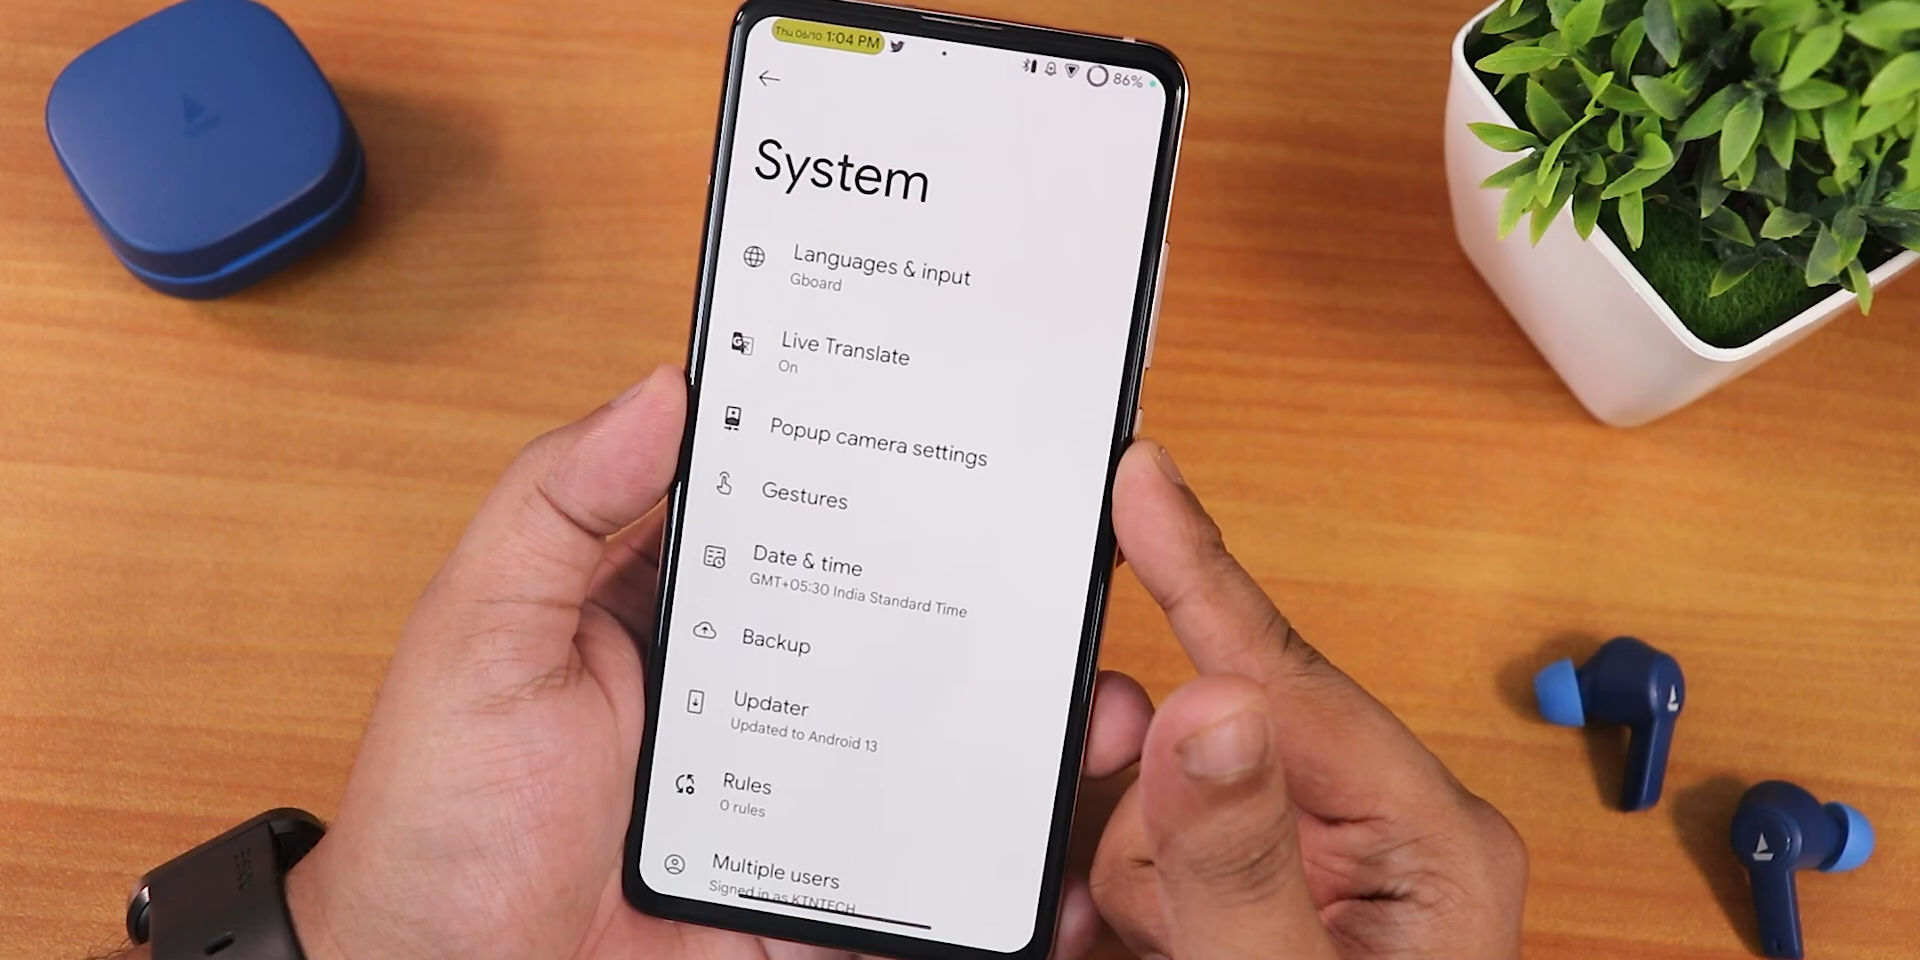 Thu 06/10 1:04 PM
86%
System
Languages & input
Gboard
Live Translate
On
Popup camera settings
Gestures
Date & time
GMT+05:30 India Standard Time
Backup
Updater
Updated to Android 13
Rules
0 rules
Multiple users
Signed in as KTNTECH